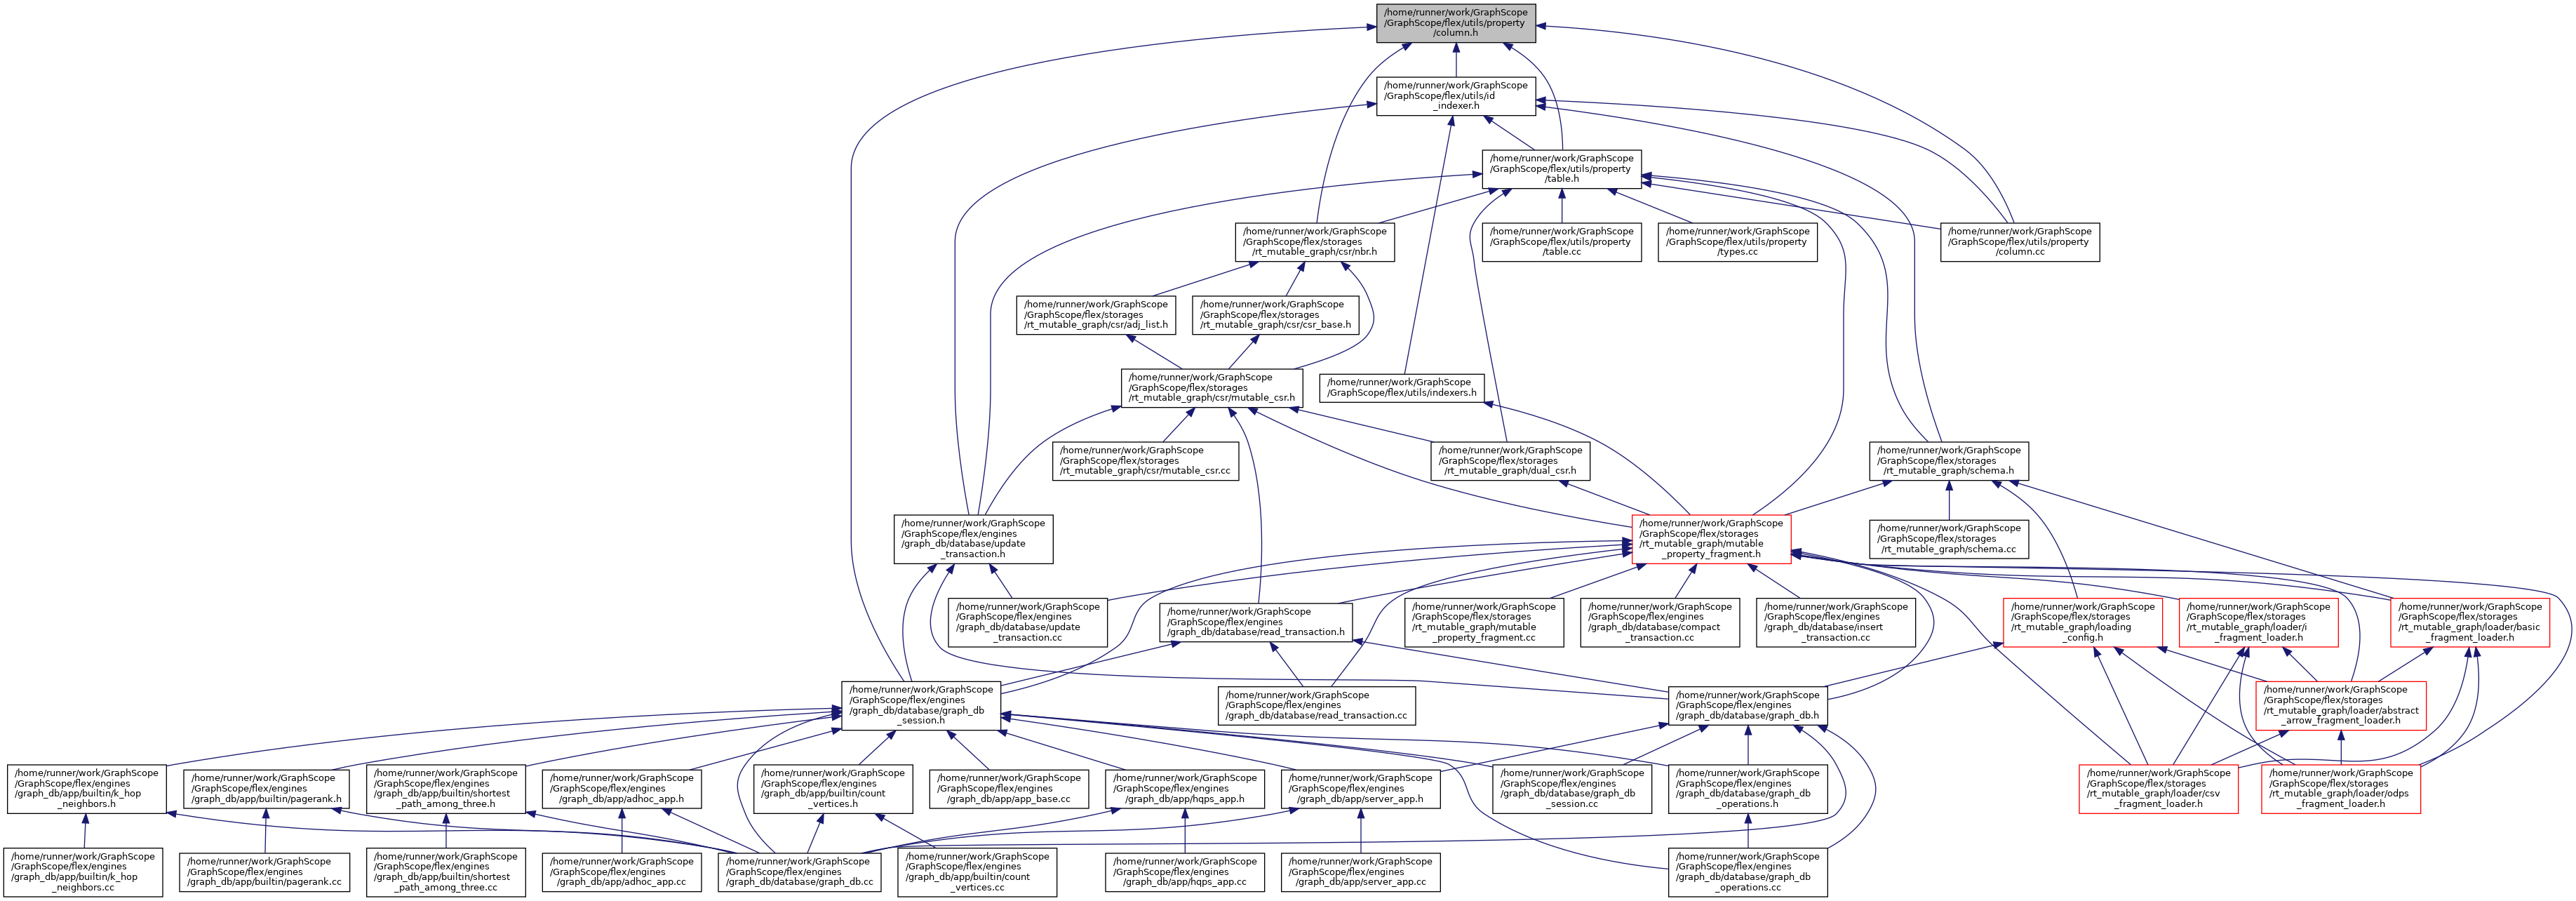 /home/runner/work/GraphScope
/GraphScope/flex/utils/property
/column.h
/home/runner/work/GraphScope
/GraphScope/flex/utils/id
_indexer.h
/home/runner/work/GraphScope
/GraphScope/flex/utils/property
/table.h
/home/runner/work/GraphScope
/GraphScope/flex/storages
/rt_mutable_graph/csr/nbr.h
/home/runner/work/GraphScope
/GraphScope/flex/utils/property
/table.cc
/home/runner/work/GraphScope
/GraphScope/flex/utils/property
/types.cc
/home/runner/work/GraphScope
/GraphScope/flex/utils/property
/column.cc
/home/runner/work/GraphScope
/GraphScope/flex/storages
/rt_mutable_graph/csr/adj_list.h
/home/runner/work/GraphScope
/GraphScope/flex/storages
/rt_mutable_graph/csr/csr_base.h
/home/runner/work/GraphScope
/GraphScope/flex/storages
/rt_mutable_graph/csr/mutable_csr.h
/home/runner/work/GraphScope
/GraphScope/flex/utils/indexers.h
/home/runner/work/GraphScope
/GraphScope/flex/storages
/rt_mutable_graph/csr/mutable_csr.cc
/home/runner/work/GraphScope
/GraphScope/flex/storages
/rt_mutable_graph/dual_csr.h
/home/runner/work/GraphScope
/GraphScope/flex/storages
/rt_mutable_graph/schema.h
/home/runner/work/GraphScope
/GraphScope/flex/engines
/graph_db/database/update
_transaction.h
/home/runner/work/GraphScope
/GraphScope/flex/storages
/rt_mutable_graph/mutable
_property_fragment.h
/home/runner/work/GraphScope
/GraphScope/flex/storages
/rt_mutable_graph/schema.cc
/home/runner/work/GraphScope
/GraphScope/flex/engines
/graph_db/database/update
_transaction.cc
/home/runner/work/GraphScope
/GraphScope/flex/engines
/graph_db/database/read_transaction.h
/home/runner/work/GraphScope
/GraphScope/flex/storages
/rt_mutable_graph/mutable
_property_fragment.cc
/home/runner/work/GraphScope
/GraphScope/flex/engines
/graph_db/database/compact
_transaction.cc
/home/runner/work/GraphScope
/GraphScope/flex/engines
/graph_db/database/insert
_transaction.cc
/home/runner/work/GraphScope
/GraphScope/flex/storages
/rt_mutable_graph/loading
_config.h
/home/runner/work/GraphScope
/GraphScope/flex/storages
/rt_mutable_graph/loader/i
_fragment_loader.h
/home/runner/work/GraphScope
/GraphScope/flex/storages
/rt_mutable_graph/loader/basic
_fragment_loader.h
/home/runner/work/GraphScope
/GraphScope/flex/engines
/graph_db/database/graph_db
_session.h
/home/runner/work/GraphScope
/GraphScope/flex/engines
/graph_db/database/read_transaction.cc
/home/runner/work/GraphScope
/GraphScope/flex/engines
/graph_db/database/graph_db.h
/home/runner/work/GraphScope
/GraphScope/flex/storages
/rt_mutable_graph/loader/abstract
_arrow_fragment_loader.h
/home/runner/work/GraphScope
/GraphScope/flex/engines
/graph_db/app/builtin/k_hop
_neighbors.h
/home/runner/work/GraphScope
/GraphScope/flex/engines
/graph_db/app/builtin/pagerank.h
/home/runner/work/GraphScope
/GraphScope/flex/engines
/graph_db/app/builtin/shortest
_path_among_three.h
/home/runner/work/GraphScope
/GraphScope/flex/engines
/graph_db/app/adhoc_app.h
/home/runner/work/GraphScope
/GraphScope/flex/engines
/graph_db/app/builtin/count
_vertices.h
/home/runner/work/GraphScope
/GraphScope/flex/engines
/graph_db/app/app_base.cc
/home/runner/work/GraphScope
/GraphScope/flex/engines
/graph_db/app/hqps_app.h
/home/runner/work/GraphScope
/GraphScope/flex/engines
/graph_db/app/server_app.h
/home/runner/work/GraphScope
/GraphScope/flex/engines
/graph_db/database/graph_db
_session.cc
/home/runner/work/GraphScope
/GraphScope/flex/engines
/graph_db/database/graph_db
_operations.h
/home/runner/work/GraphScope
/GraphScope/flex/storages
/rt_mutable_graph/loader/csv
_fragment_loader.h
/home/runner/work/GraphScope
/GraphScope/flex/storages
/rt_mutable_graph/loader/odps
_fragment_loader.h
/home/runner/work/GraphScope
/GraphScope/flex/engines
/graph_db/app/builtin/k_hop
_neighbors.cc
/home/runner/work/GraphScope
/GraphScope/flex/engines
/graph_db/app/builtin/pagerank.cc
/home/runner/work/GraphScope
/GraphScope/flex/engines
/graph_db/app/builtin/shortest
_path_among_three.cc
/home/runner/work/GraphScope
/GraphScope/flex/engines
/graph_db/app/adhoc_app.cc
/home/runner/work/GraphScope
/GraphScope/flex/engines
/graph_db/database/graph_db.cc
/home/runner/work/GraphScope
/GraphScope/flex/engines
/graph_db/app/builtin/count
_vertices.cc
/home/runner/work/GraphScope
/GraphScope/flex/engines
/graph_db/app/hqps_app.cc
/home/runner/work/GraphScope
/GraphScope/flex/engines
/graph_db/app/server_app.cc
/home/runner/work/GraphScope
/GraphScope/flex/engines
/graph_db/database/graph_db
_operations.cc